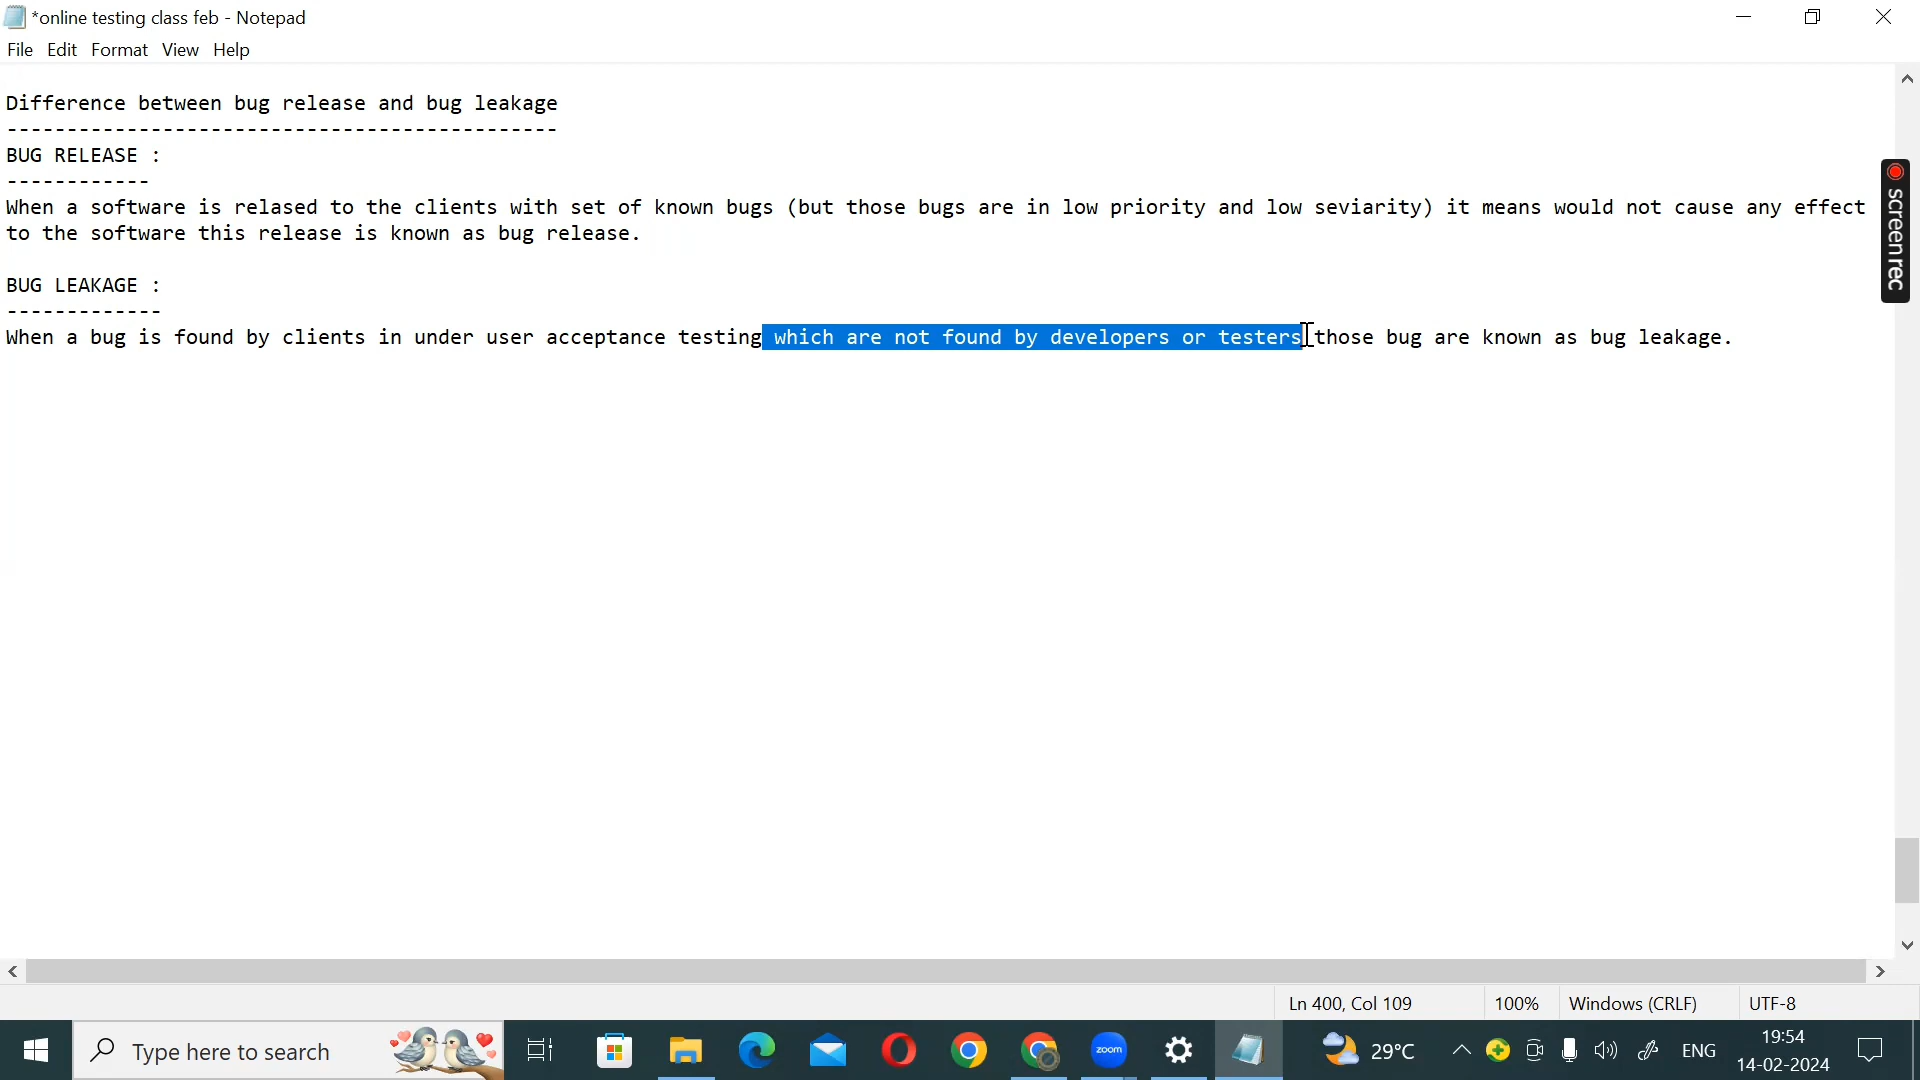 *online testing class feb - Notepad
File Edit Format View Help
Difference between bug release and bug leakage
----------------------------------------------
BUG RELEASE :
------------
When a software is relased to the clients with set of known bugs (but those bugs are in low priority and low seviarity) it means would not cause any effect
to the software this release is known as bug release.
BUG LEAKAGE :
-------------
When a bug is found by clients in under user acceptance testing which are not found by developers or testers those bug are known as bug leakage.
screenrec
Ln 400, Col 109 100% Windows (CRLF) UTF-8
Type here to search
zoom
29°C
ENG
19:54
14-02-2024